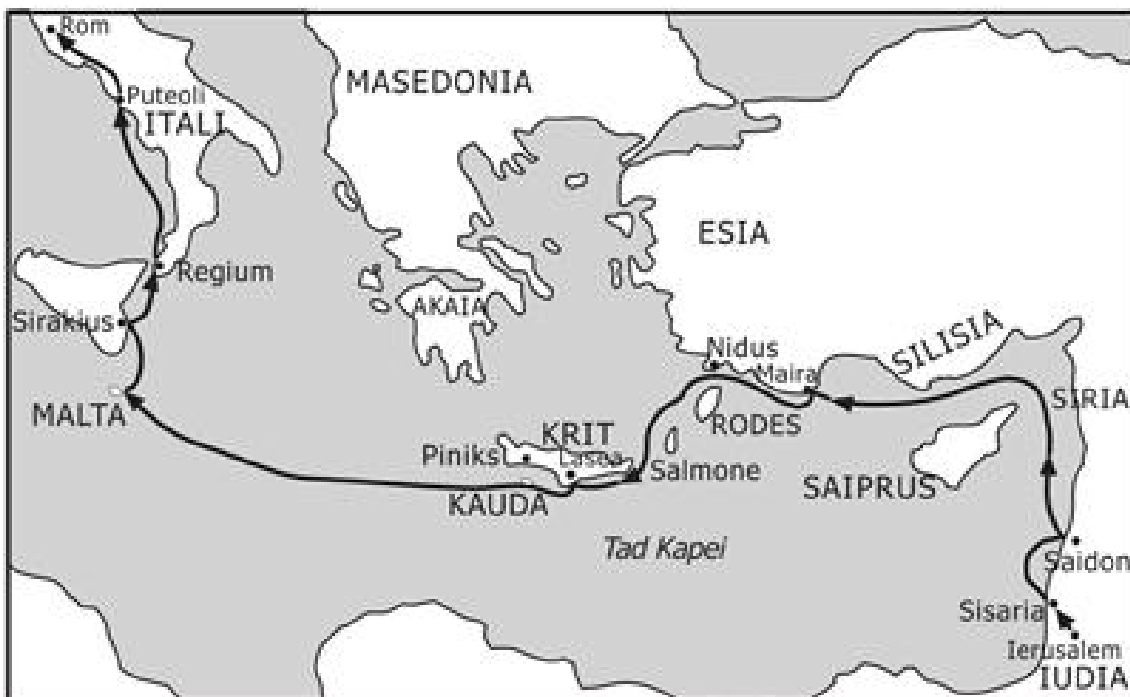 Rom
MASEDONIA
Puteoli
ITALI
ESIA
Regium
AKAIA
Sirakius
SILISIA
Nidus
Maira
SIRIA
MALTA
RODES
KRIT
Piniks
Lasea
Salmone
SAIPRUS
KAUDA
Tad Kapei
Saidon
Sisaria
Ierusalem
IUDIA